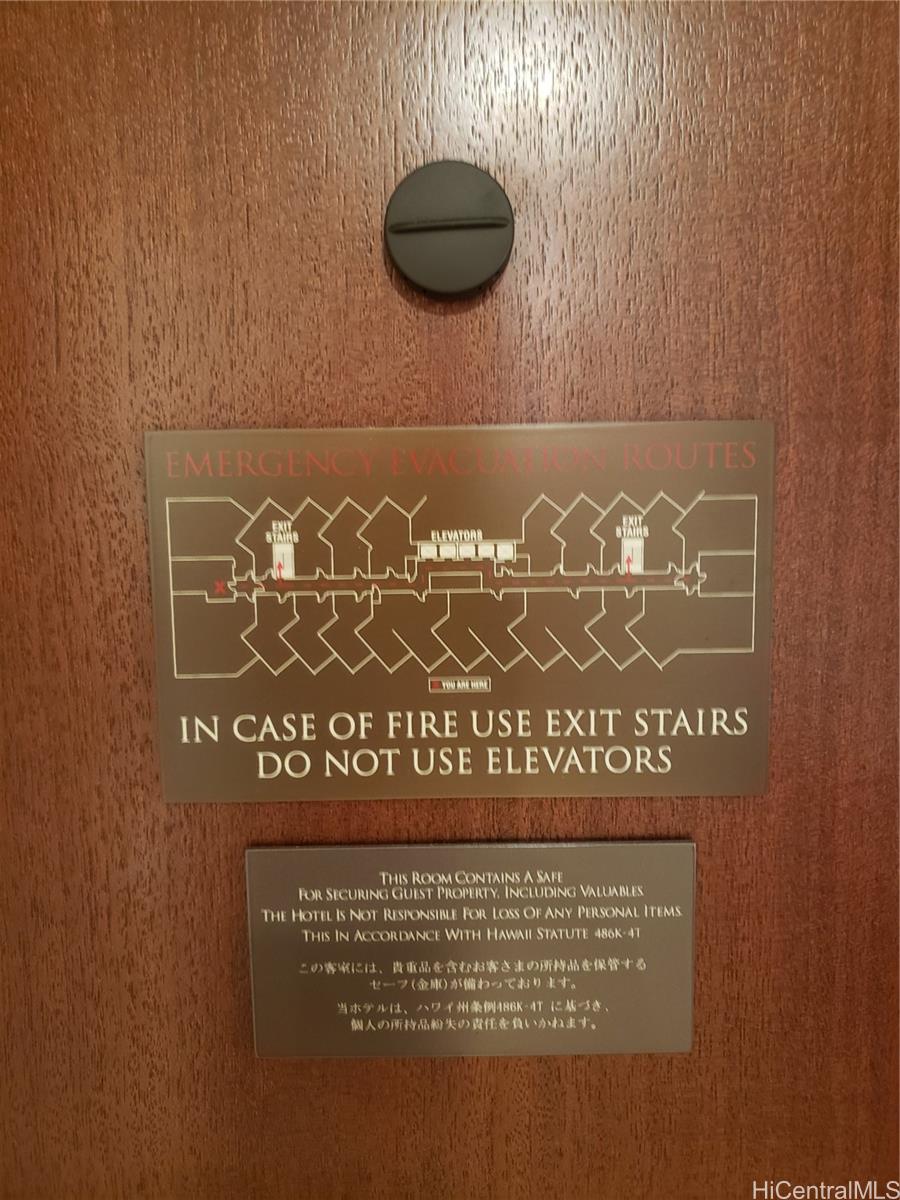 EMERGENCY EVACUATION ROUTES
EXIT
STAIRS
ELEVATORS
EXIT
STAIRS
X
X YOU ARE HERE
IN CASE OF FIRE USE EXIT STAIRS
DO NOT USE ELEVATORS
THIS ROOM CONTAINS A SAFE
FOR SECURING GUEST PROPERTY, INCLUDING VALUABLES.
THE HOTEL IS NOT RESPONSIBLE FOR LOSS OF ANY PERSONAL ITEMS.
THIS IN ACCORDANCE WITH HAWAII STATUTE 486K-4T
この客室には、貴重品を含むお客さまの所持品を保管する
セーフ(金庫)が備わっております。
当ホテルは、ハワイ州条例486K-4T に基づき、
個人の所持品紛失の責任を負いかねます。
HiCentralMLS